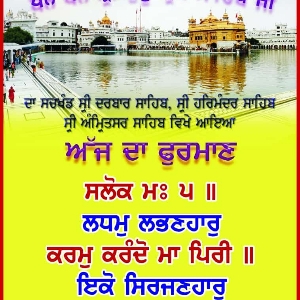 ਦਾ ਸਚਖੰਡ ਸ੍ਰੀ ਦਰਬਾਰ ਸਾਹਿਬ, ਸ੍ਰੀ ਹਰਿਮੰਦਰ ਸਾਹਿਬ
ਸ੍ਰੀ ਅੰਮ੍ਰਿਤਸਰ ਸਾਹਿਬ ਵਿਖੇ ਆਇਆ
ਅੱਜ ਦਾ ਫੁਰਮਾਣ
ਸਲੋਕ ਮਃ ੫ ॥
ਲਧਮੁ ਲਭਣਹਾਰੁ
ਕਰਮੁ ਕਰੰਦੋ ਮਾ ਪਿਰੀ ॥
ਇਕੋ ਸਿਰਜਣਹਾਰੁ